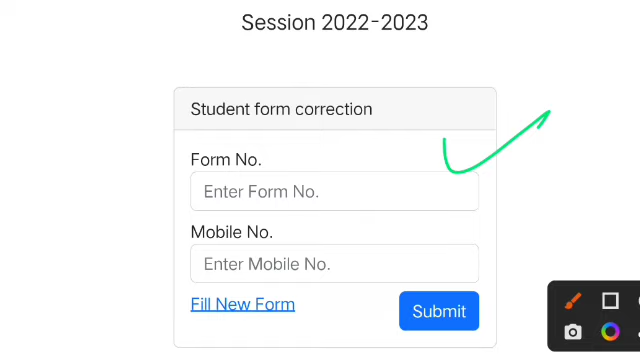 Session 2022-2023
Student form correction
Form No.
Enter Form No.
Mobile No.
Enter Mobile No.
Fill New Form
Submit